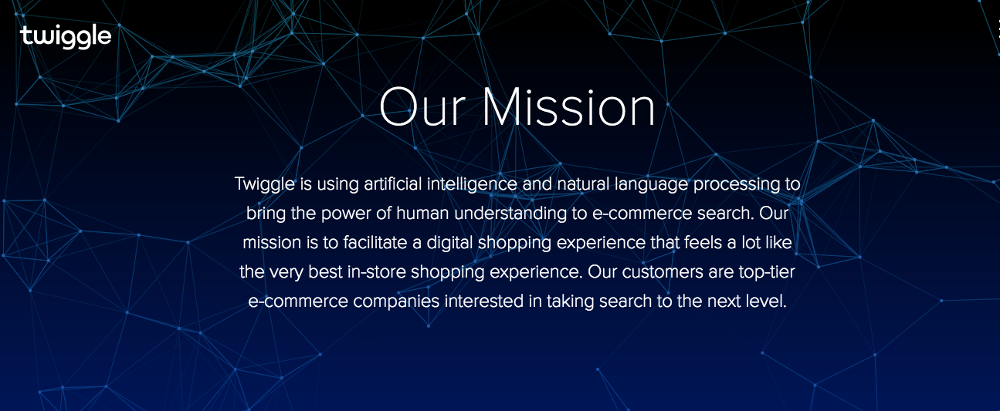 twiggle
Our Mission
Twiggle is using artificial intelligence and natural language processing to
bring the power of human understanding to e-commerce search. Our
mission is to facilitate a digital shopping experience that feels a lot like
the very best in-store shopping experience. Our customers are top-tier
e-commerce companies interested in taking search to the next level.